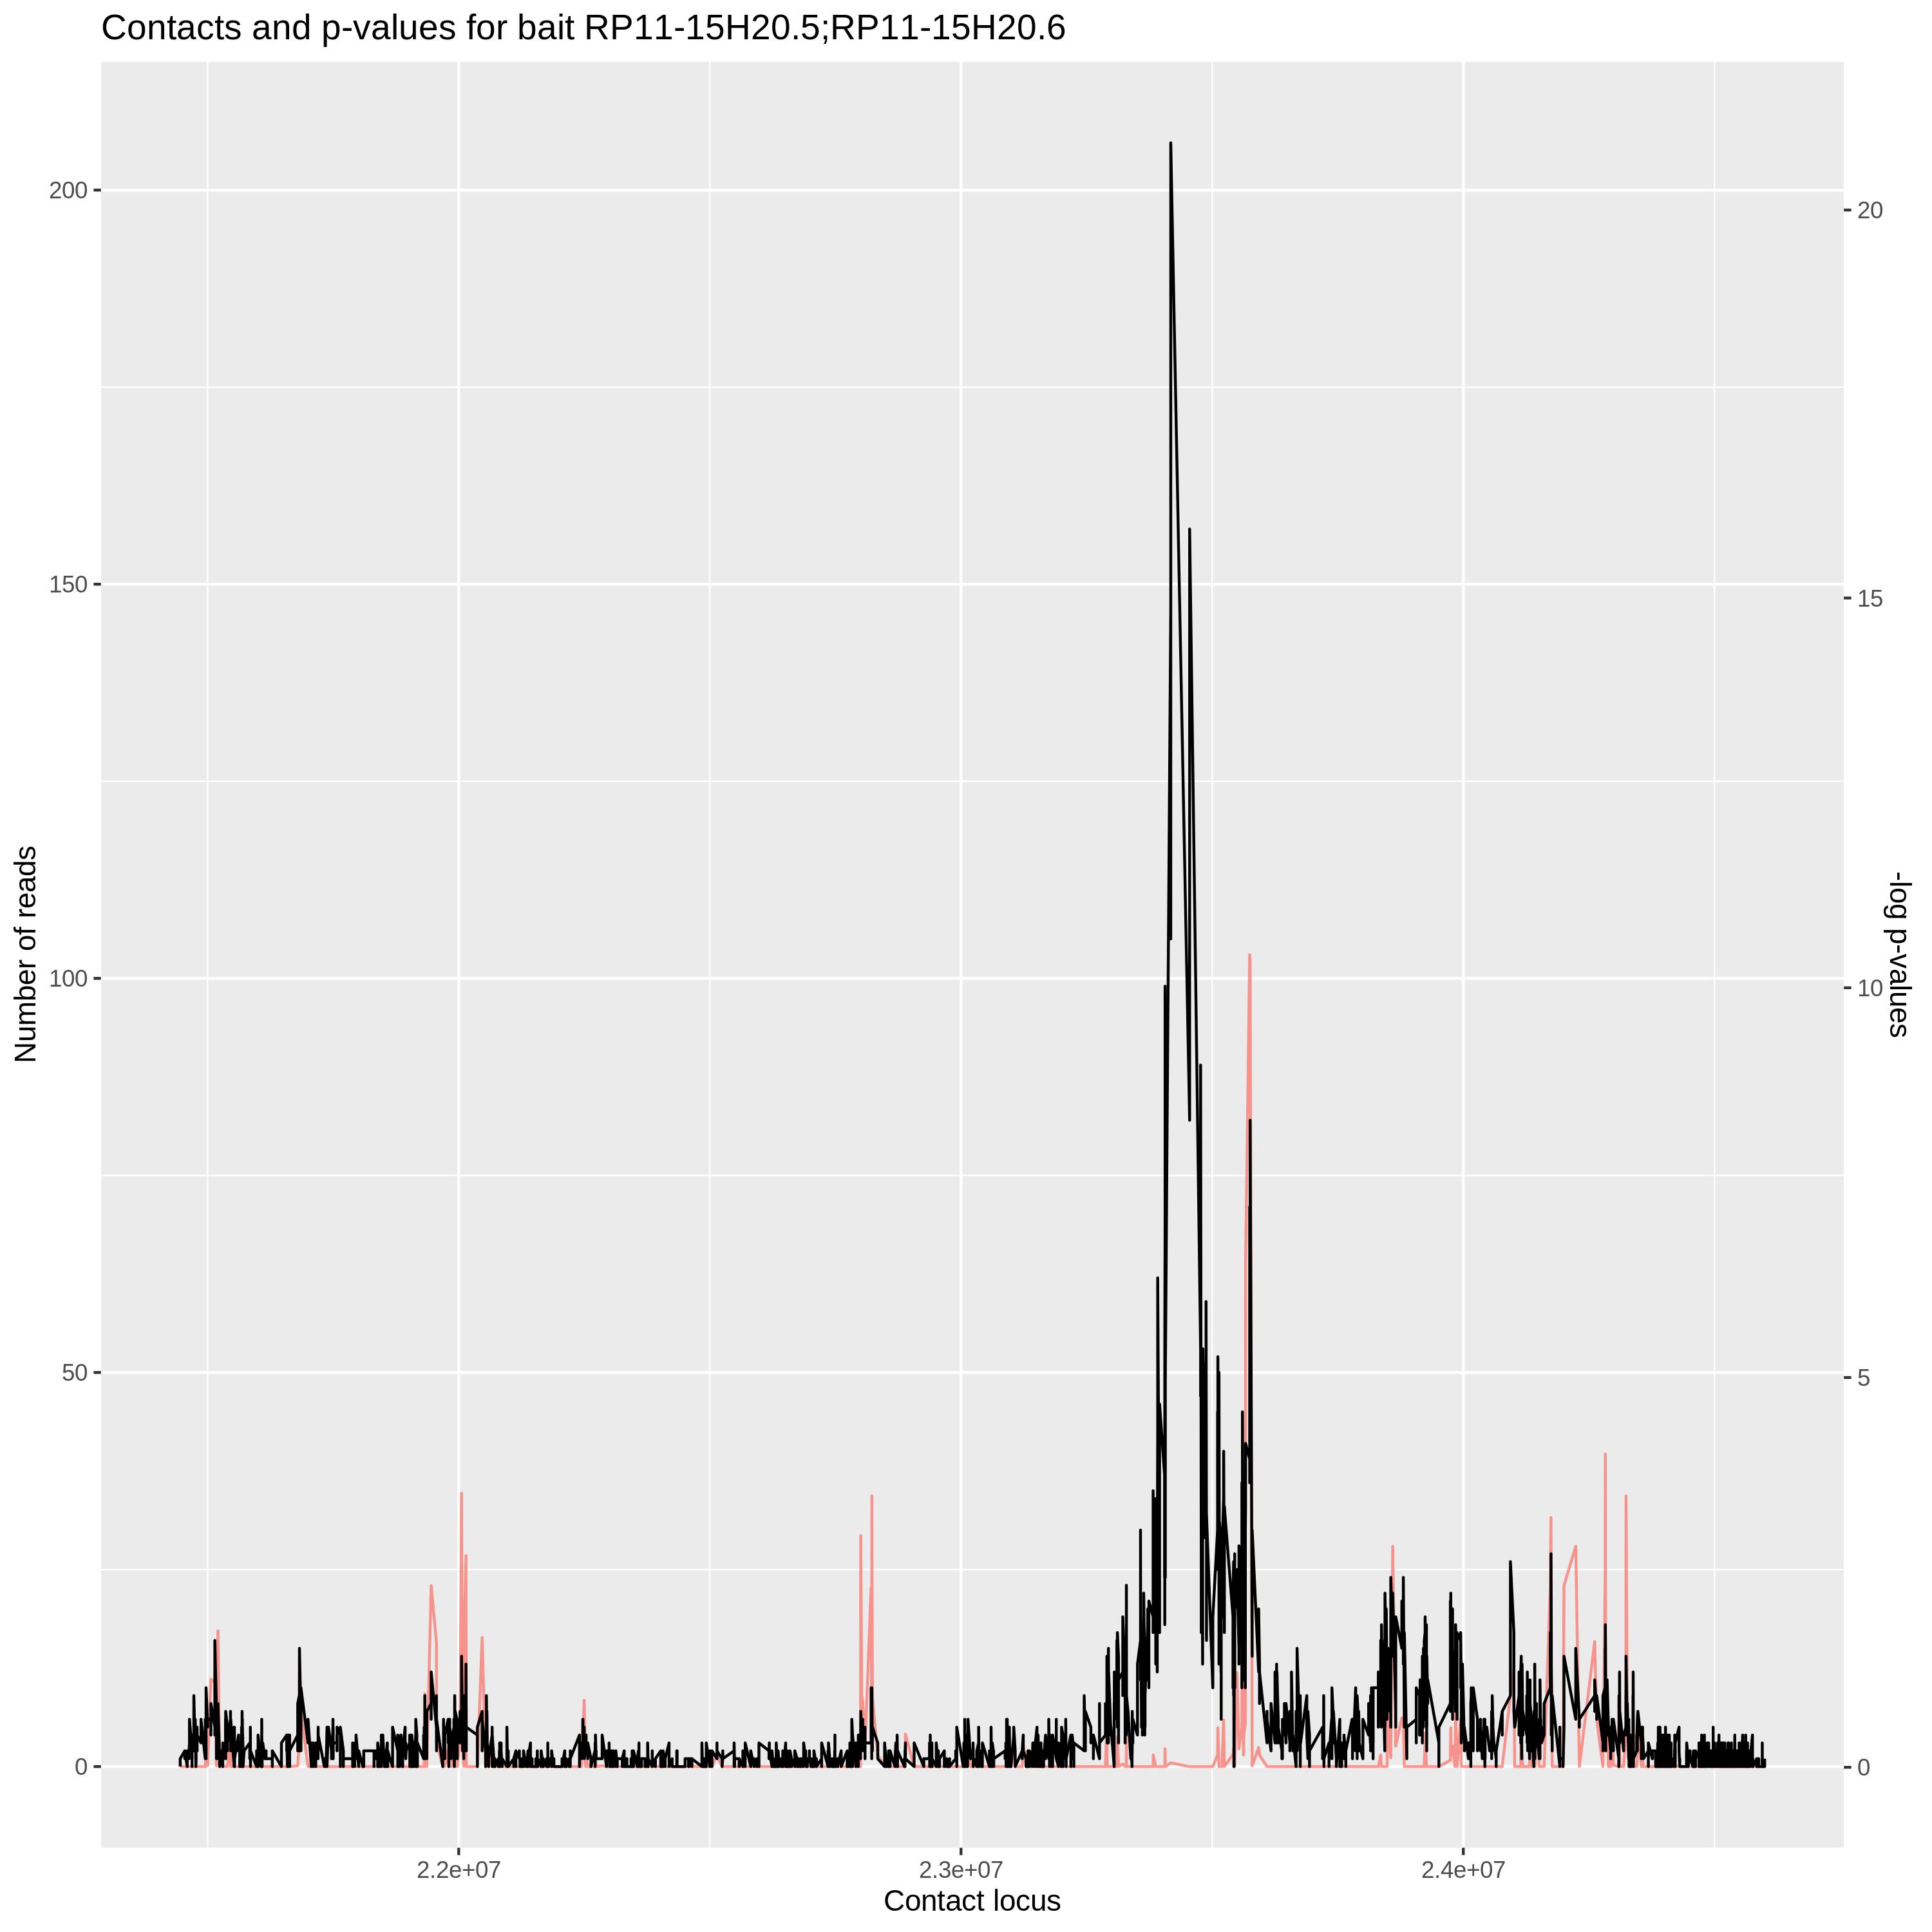 Contacts and p-values for bait RP11-15H20.5;RP11-15H20.6
Number of reads
200
150
100
50
0
20
15
10
5
0
-log p-values
2.2e+07
2.3e+07
2.4e+07
Contact locus